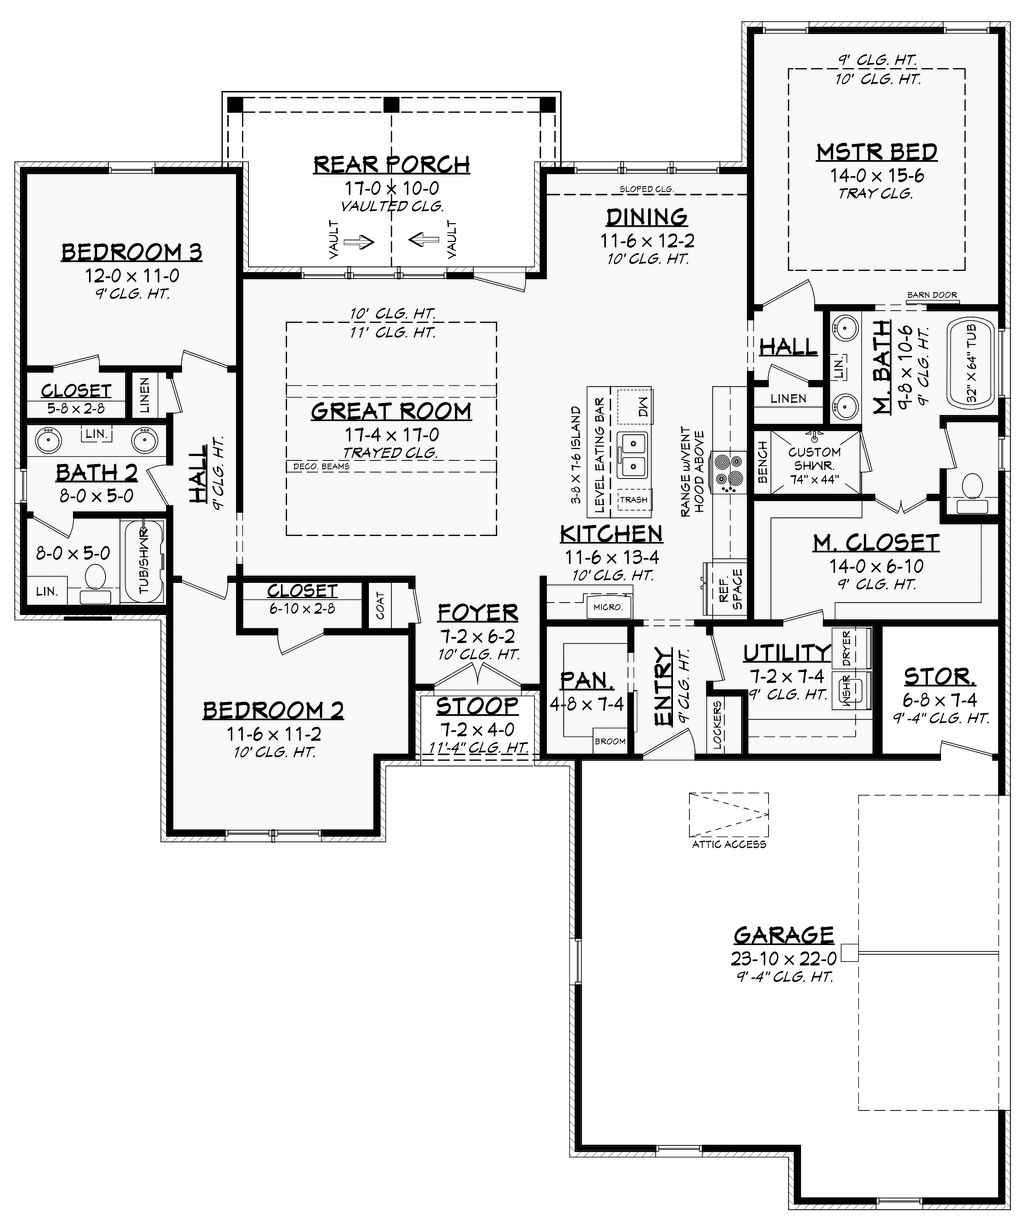 9' CLG. HT.
10' CLG. HT.
MSTR BED
14-0 x 15-6
TRAY CLG.
REAR PORCH
17-0 x 10-0
VAULTED CLG.
VAULT
VAULT
SLOPED CLG.
DINING
11-6 x 12-2
10' CLG. HT.
BEDROOM 3
12-0 x 11-0
9' CLG. HT.
BARN DOOR
10' CLG. HT.
11' CLG. HT.
GREAT ROOM
17-4 x 17-0
TRAYED CLG.
DECO. BEAMS
HALL
LINEN
M. BATH
9-8 x 10-6
9' CLG. HT.
LIN.
32" x 64" TUB
CLOSET
5-8 x 2-8
LINEN
LIN.
BATH 2
8-0 x 5-0
HALL
9' CLG. HT.
3-8 x 7-6 ISLAND
LEVEL EATING BAR
D/W
TRASH
RANGE W/VENT
HOOD ABOVE
BENCH
CUSTOM
SHWR.
74" x 44"
KITCHEN
11-6 x 13-4
10' CLG. HT.
M. CLOSET
14-0 x 6-10
9' CLG. HT.
8-0 x 5-0
TUB/SHWR
LIN.
CLOSET
6-10 x 2-8
COAT
FOYER
7-2 x 6-2
10' CLG. HT.
MICRO.
REF.
SPACE
PAN.
4-8 x 7-4
BROOM
ENTRY
9' CLG. HT.
LOCKERS
UTILITY
7-2 x 7-4
9' CLG. HT.
DRYER
WSHR
STOR.
6-8 x 7-4
9'-4" CLG. HT.
BEDROOM 2
11-6 x 11-2
10' CLG. HT.
STOOP
7-2 x 4-0
11'-4" CLG. HT.
ATTIC ACCESS
GARAGE
23-10 x 22-0
9'-4" CLG. HT.